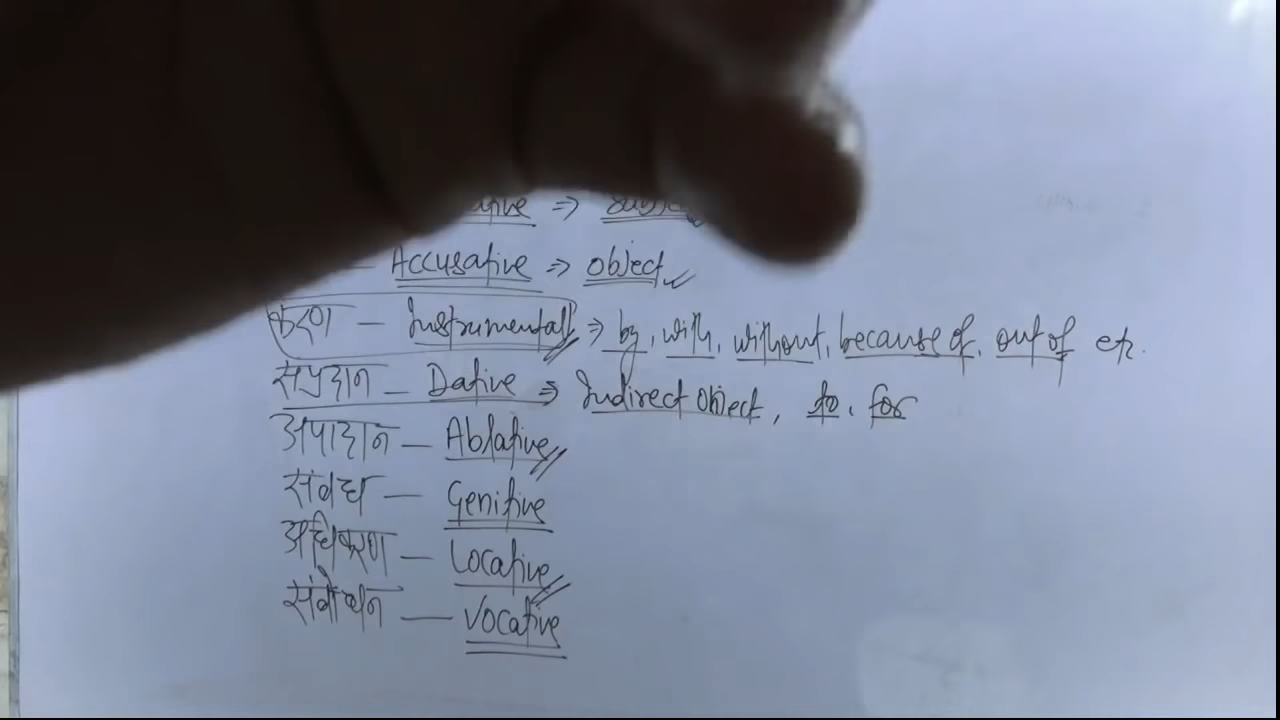 ⇒
– Accusative ⇒ Object
करण – Instrumental ⇒ by, with, without, because of, out of etc.
संप्रदान – Dative ⇒ Indirect Object, to, for
अपादान – Ablative
संबंध – Genitive
अधिकरण – Locative
संबोधन – Vocative